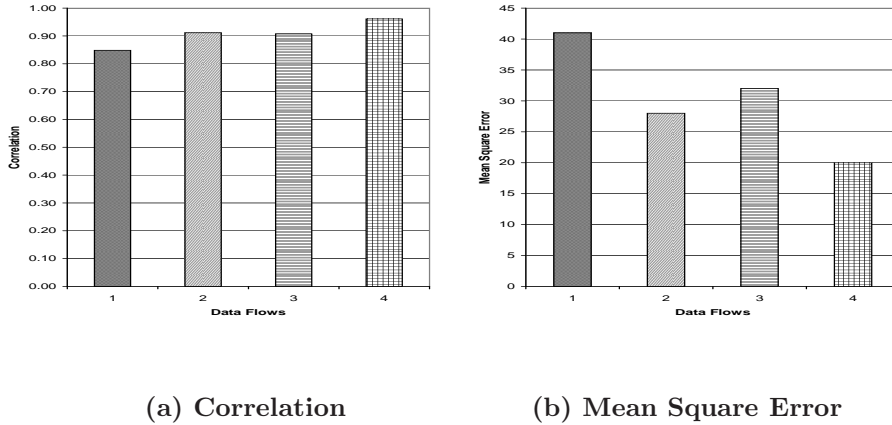 1.00
0.90
0.80
0.70
0.60
0.50
0.40
0.30
0.20
0.10
0.00
Correlation
1 2 3 4
Data Flows
45
40
35
30
25
20
15
10
5
0
Mean Square Error
1 2 3 4
Data Flows
(a) Correlation
(b) Mean Square Error